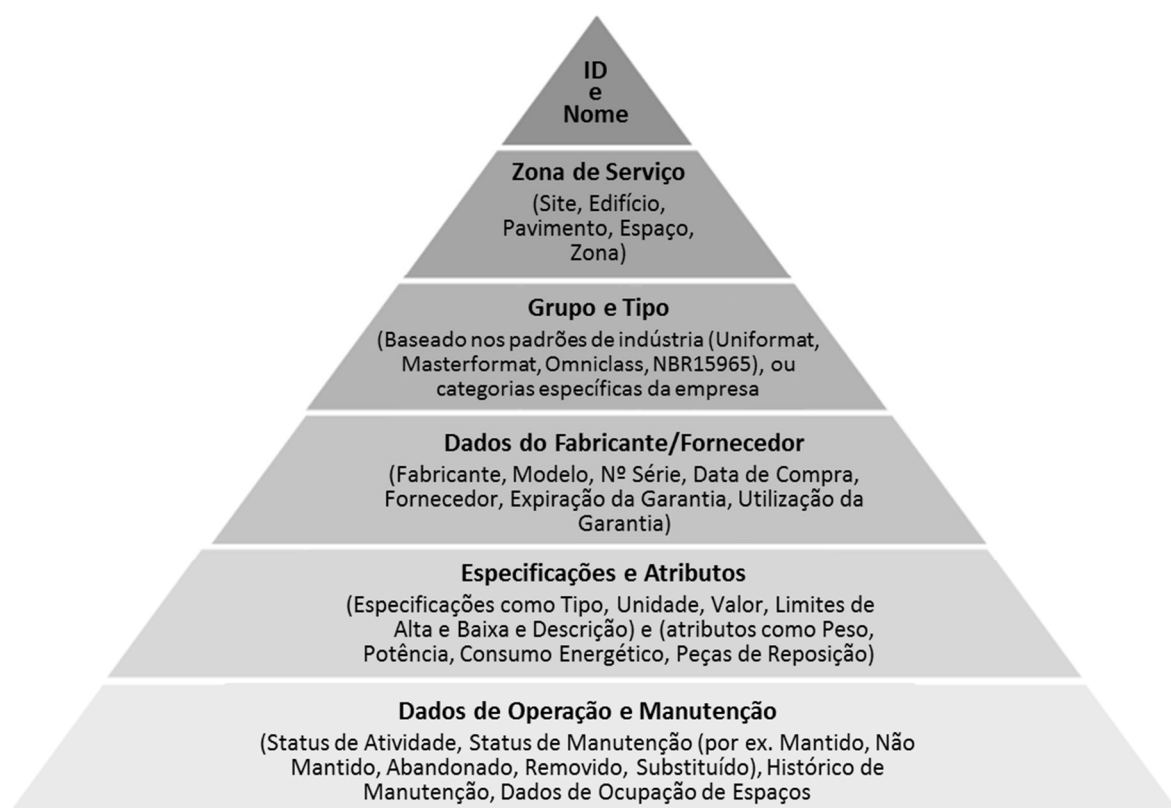 ID
e
Nome
Zona de Serviço
(Site, Edifício,
Pavimento, Espaço,
Zona)
Grupo e Tipo
(Baseado nos padrões de indústria (Uniformat,
Masterformat, Omniclass, NBR15965), ou
categorias específicas da empresa
Dados do Fabricante/Fornecedor
(Fabricante, Modelo, Nº Série, Data de Compra,
Fornecedor, Expiração da Garantia, Utilização da
Garantia)
Especificações e Atributos
(Especificações como Tipo, Unidade, Valor, Limites de
Alta e Baixa e Descrição) e (atributos como Peso,
Potência, Consumo Energético, Peças de Reposição)
Dados de Operação e Manutenção
(Status de Atividade, Status de Manutenção (por ex. Mantido, Não
Mantido, Abandonado, Removido, Substituído), Histórico de
Manutenção, Dados de Ocupação de Espaços